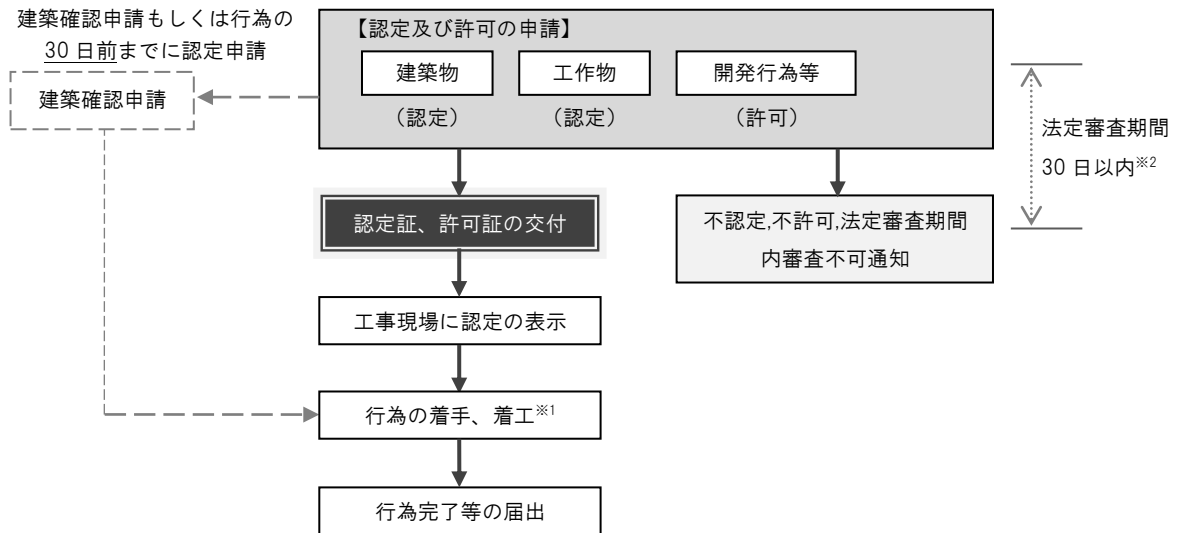 建築確認申請もしくは行為の
30日前までに認定申請
建築確認申請
【認定及び許可の申請】
建築物
工作物
開発行為等
（認定）
（認定）
（許可）
法定審査期間
30日以内※2
認定証、許可証の交付
不認定,不許可,法定審査期間
内審査不可通知
工事現場に認定の表示
行為の着手、着工※1
行為完了等の届出